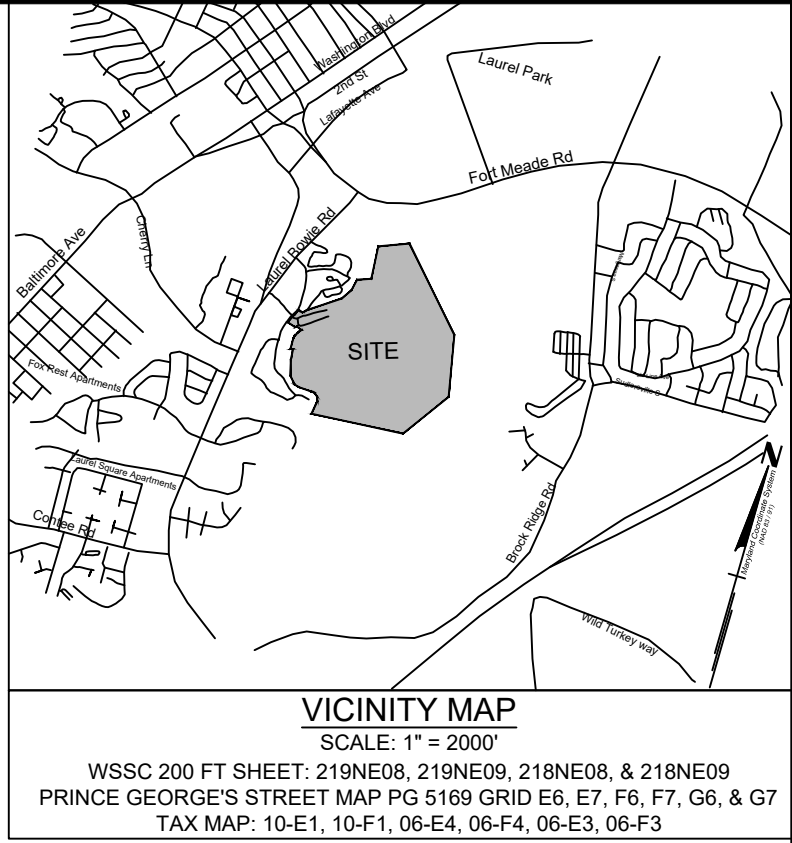 Washington Blvd
2nd St
Lafayette Ave
Laurel Park
Fort Meade Rd
Cherry Ln
Laurel Bowie Rd
Baltimore Ave
SITE
Fox Rest Apartments
Laurel Square Apartments
Contee Rd
Brock Ridge Rd
Wild Turkey way
N
Maryland Coordinate System
(NAD 83 / 91)
VICINITY MAP
SCALE: 1" = 2000'
WSSC 200 FT SHEET: 219NE08, 219NE09, 218NE08, & 218NE09
PRINCE GEORGE'S STREET MAP PG 5169 GRID E6, E7, F6, F7, G6, & G7
TAX MAP: 10-E1, 10-F1, 06-E4, 06-F4, 06-E3, 06-F3